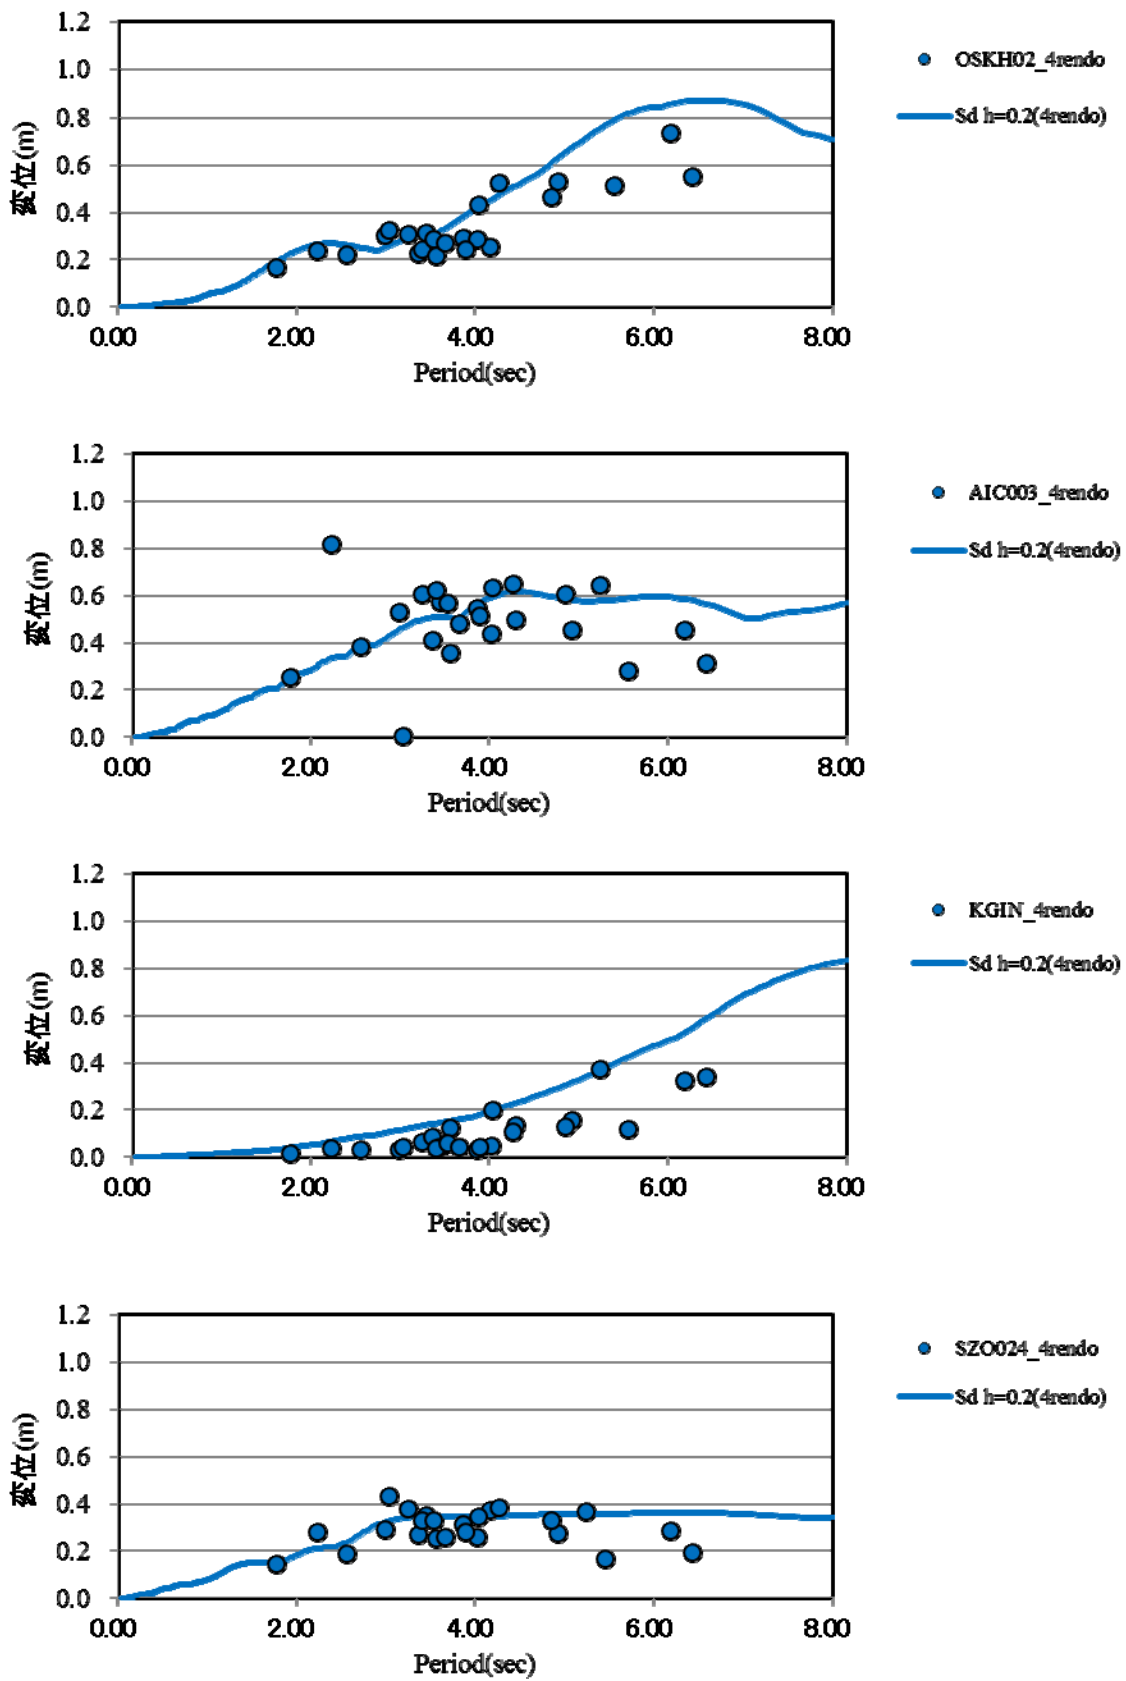 1.2
1.0
0.8
0.6
0.4
0.2
0.0
変位(m)
0.00 2.00 4.00 6.00 8.00
Period(sec)
OSKH02_4rendo
Sd h=0.2(4rendo)
1.2
1.0
0.8
0.6
0.4
0.2
0.0
変位(m)
0.00 2.00 4.00 6.00 8.00
Period(sec)
AIC003_4rendo
Sd h=0.2(4rendo)
1.2
1.0
0.8
0.6
0.4
0.2
0.0
変位(m)
0.00 2.00 4.00 6.00 8.00
Period(sec)
KGIN_4rendo
Sd h=0.2(4rendo)
1.2
1.0
0.8
0.6
0.4
0.2
0.0
変位(m)
0.00 2.00 4.00 6.00 8.00
Period(sec)
SZO024_4rendo
Sd h=0.2(4rendo)